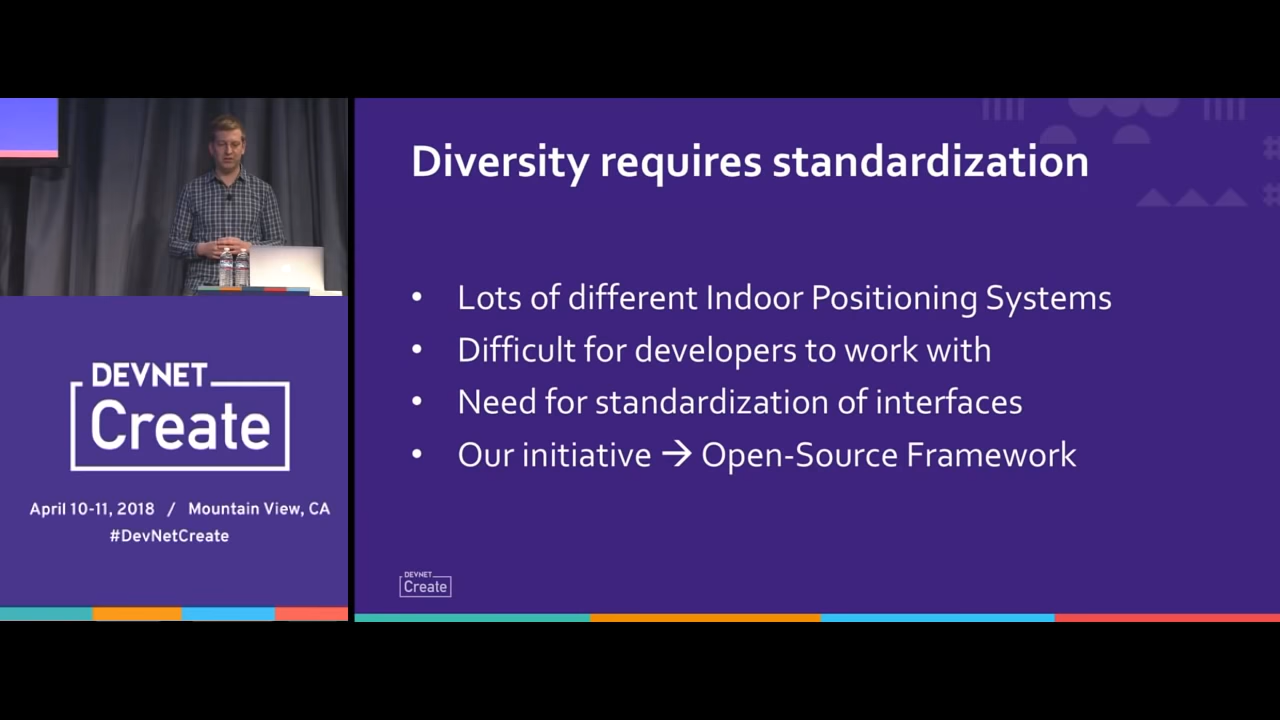 Diversity requires standardization
• Lots of different Indoor Positioning Systems
• Difficult for developers to work with
• Need for standardization of interfaces
• Our initiative → Open-Source Framework
DEVNET
Create
April 10-11, 2018 / Mountain View, CA
#DevNetCreate
DEVNET
Create